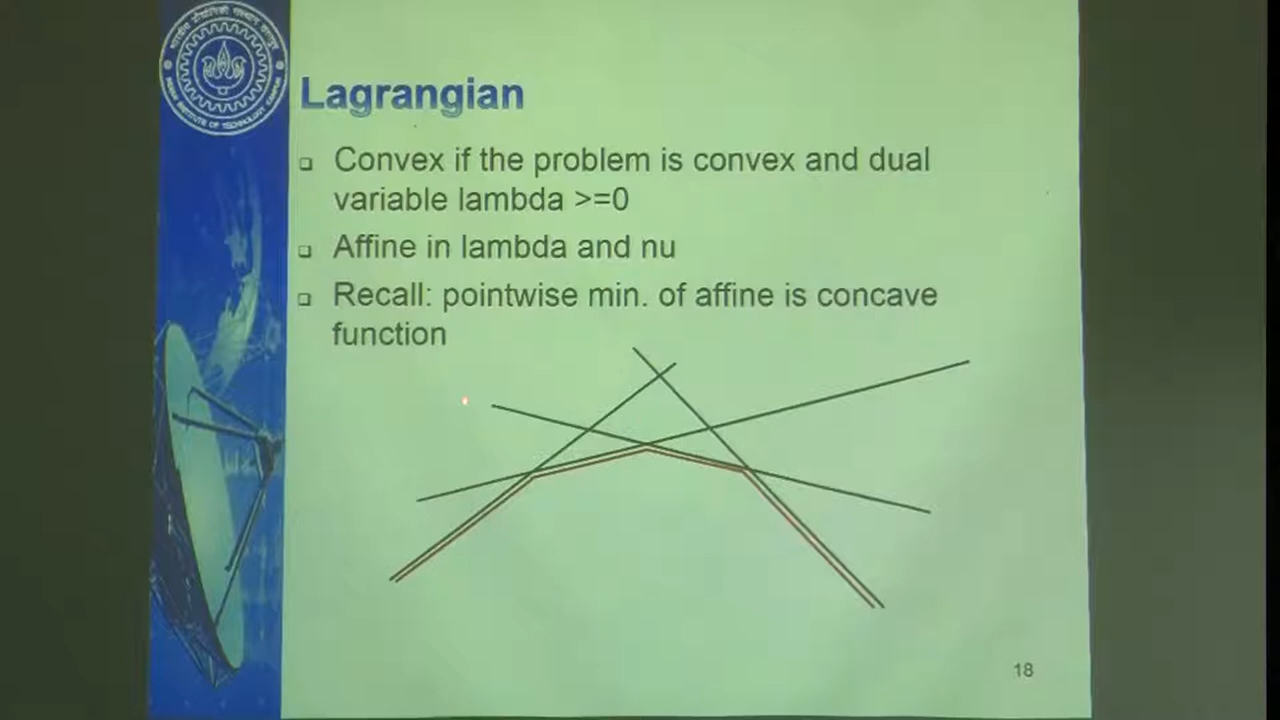 Lagrangian
Convex if the problem is convex and dual
variable lambda >=0
Affine in lambda and nu
Recall: pointwise min. of affine is concave
function
18